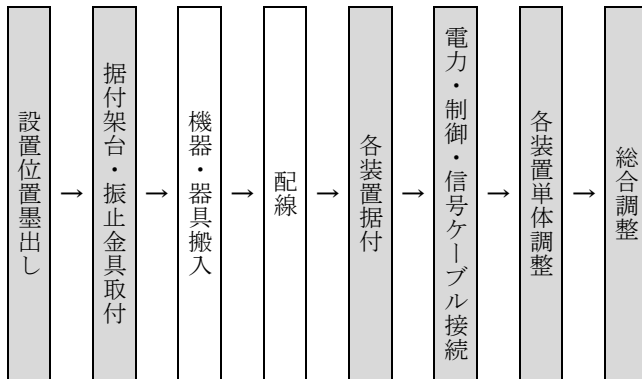 設置位置墨出し
→
据付架台・振止金具取付
→
機器・器具搬入
→
配線
→
各装置据付
→
電力・制御・信号ケーブル接続
→
各装置単体調整
→
総合調整